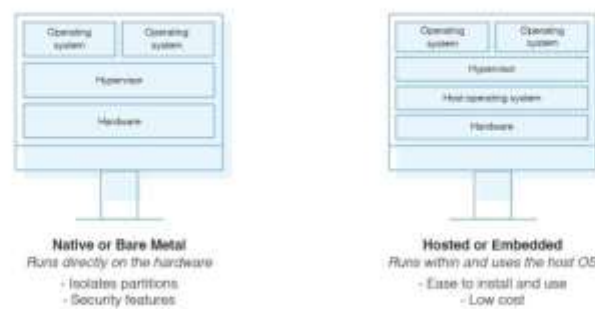 Operating system
Operating system
Hypervisor
Hardware
Native or Bare Metal
Runs directly on the hardware
- Isolates partitions
- Security features
Operating system
Operating system
Hypervisor
Host operating system
Hardware
Hosted or Embedded
Runs within and uses the host OS
- Ease to install and use
- Low cost